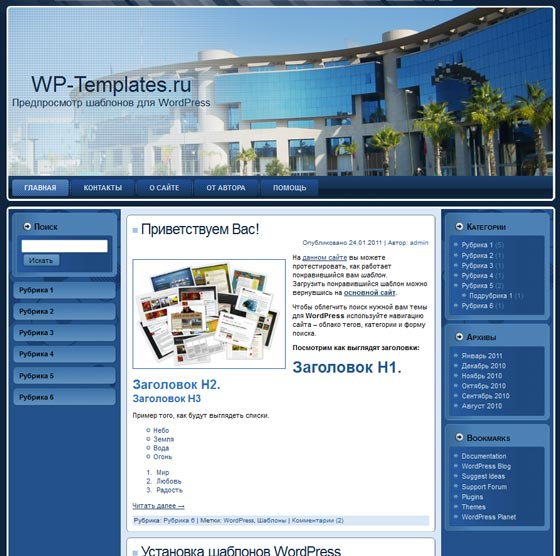 WP-Templates.ru
Предпросмотр шаблонов для WordPress
ГЛАВНАЯ
КОНТАКТЫ
О САЙТЕ
ОТ АВТОРА
ПОМОЩЬ
Поиск
Искать
Рубрика 1
Рубрика 2
Рубрика 3
Рубрика 4
Рубрика 5
Рубрика 6
Приветствуем Вас!
Опубликовано 24.01.2011 | Автор: admin
На данном сайте вы можете
протестировать, как работает
понравившийся вам шаблон.
Загрузить понравившийся шаблон можно
вернувшись на основной сайт.
Чтобы облегчить поиск нужной вам темы
для WordPress используйте навигацию
сайта – облако тегов, категории и форму
поиска.
Посмотрим как выглядят заголовки:
Заголовок H1.
Заголовок H2.
Заголовок H3
Пример того, как будут выглядеть списки.
Небо
Земля
Вода
Огонь
1. Мир
2. Любовь
3. Радость
Читать далее →
Рубрика: Рубрика 6 | Метки: WordPress, Шаблоны | Комментарии (2)
Установка шаблонов WordPress
Категории
Рубрика 1 (5)
Рубрика 2 (1)
Рубрика 3 (1)
Рубрика 4 (1)
Рубрика 5 (2)
Подрубрика 1 (1)
Рубрика 6 (1)
Архивы
Январь 2011
Декабрь 2010
Ноябрь 2010
Октябрь 2010
Сентябрь 2010
Август 2010
Bookmarks
Documentation
WordPress Blog
Suggest Ideas
Support Forum
Plugins
Themes
WordPress Planet